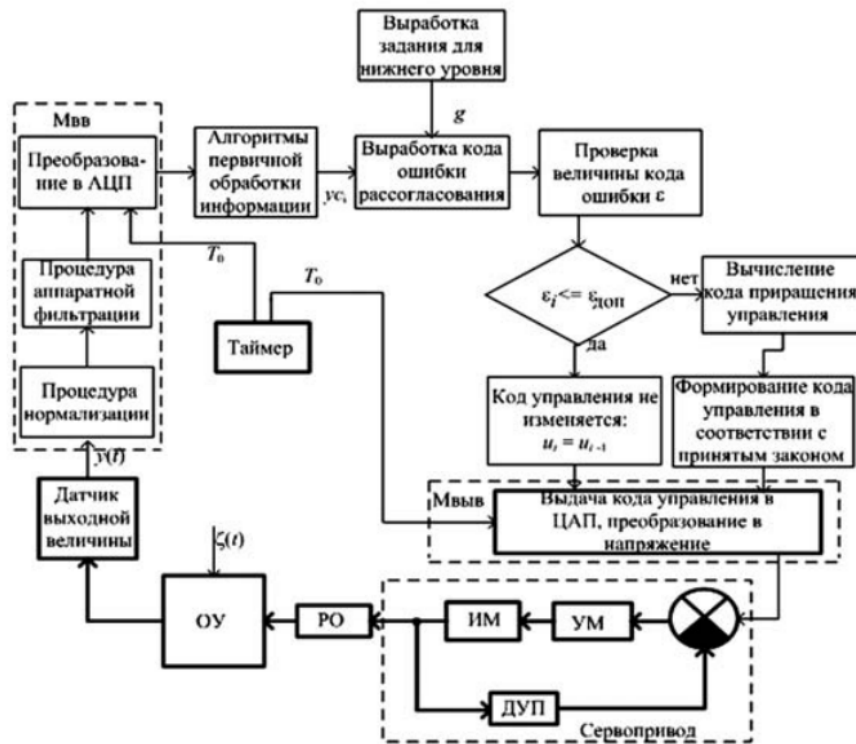 Выработка
задания для
нижнего уровня
g
Мвв
Преобразова-
ние в АЦП
Алгоритмы
первичной
обработки
информации
ycᵢ
Выработка кода
ошибки
рассогласования
Проверка
величины кода
ошибки ε
T₀
T₀
Процедура
аппаратной
фильтрации
Таймер
εᵢ<= εдоп
нет
да
Вычисление
кода приращения
управления
Процедура
нормализации
Код управления не
изменяется:
uᵢ = uᵢ₋₁
Формирование кода
управления в
соответствии с
принятым законом
y(t)
Датчик
выходной
величины
Мвыв
Выдача кода управления в
ЦАП, преобразование в
напряжение
ζ(t)
ОУ
РО
ИМ
УМ
ДУП
Сервопривод